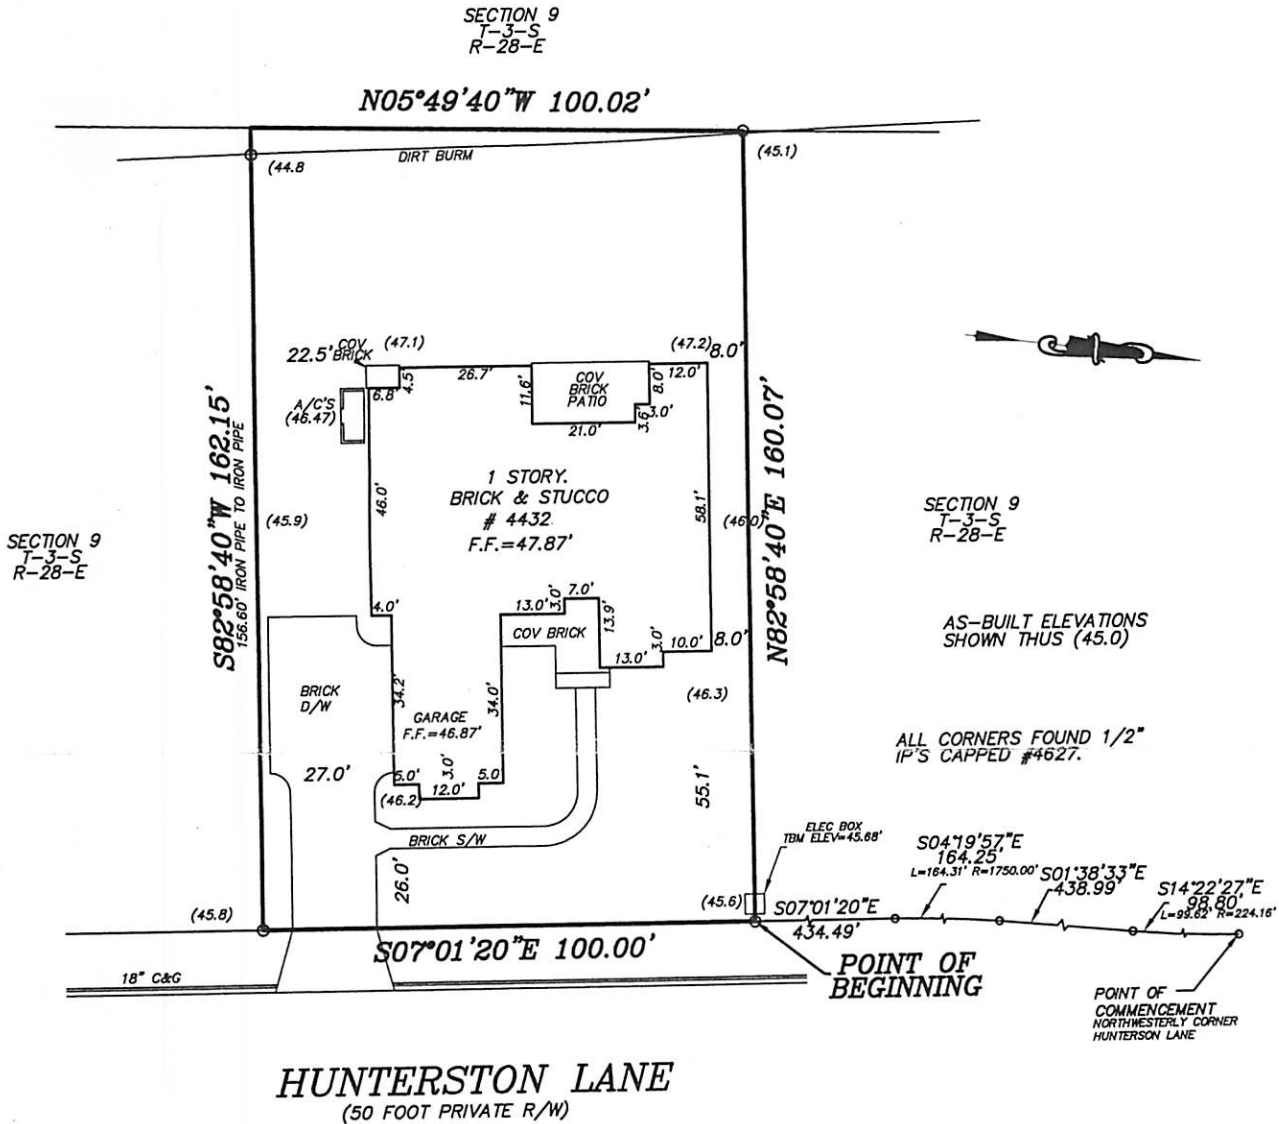 SECTION 9
T-3-S
R-28-E
N05°49'40"W 100.02'
DIRT BURM
(44.8
(45.1)
COV
BRICK
22.5'
(47.1)
(47.2)
8.0'
6.8'
4.5'
26.7'
11.6'
COV
BRICK
PATIO
8.0'
12.0'
3.0'
3.6'
21.0'
A/C'S
(46.47)
S82°58'40"W 162.15'
156.60' IRON PIPE TO IRON PIPE
N82°58'40"E 160.07'
46.0'
1 STORY.
BRICK & STUCCO
# 4432
F.F.=47.87'
58.1'
(45.9)
(46.0)
SECTION 9
T-3-S
R-28-E
SECTION 9
T-3-S
R-28-E
4.0'
13.0'
3.0'
7.0'
13.9'
COV BRICK
13.0'
3.0'
10.0'
8.0'
AS-BUILT ELEVATIONS
SHOWN THUS (45.0)
BRICK
D/W
34.2'
34.0'
GARAGE
F.F.=46.87'
(46.3)
ALL CORNERS FOUND 1/2"
IP'S CAPPED #4627.
27.0'
5.0'
3.0'
5.0'
12.0'
(46.2)
55.1'
BRICK S/W
26.0'
ELEC BOX
TBM ELEV=45.68'
(45.6)
(45.8)
S07°01'20"E 100.00'
S07°01'20"E
434.49'
S04°19'57"E
164.25'
L=164.31' R=1750.00'
S01°38'33"E
438.99'
S14°22'27"E
98.80'
L=99.62' R=224.16'
POINT OF
BEGINNING
POINT OF
COMMENCEMENT
NORTHWESTERLY CORNER
HUNTERSON LANE
18" C&G
HUNTERSTON LANE
(50 FOOT PRIVATE R/W)